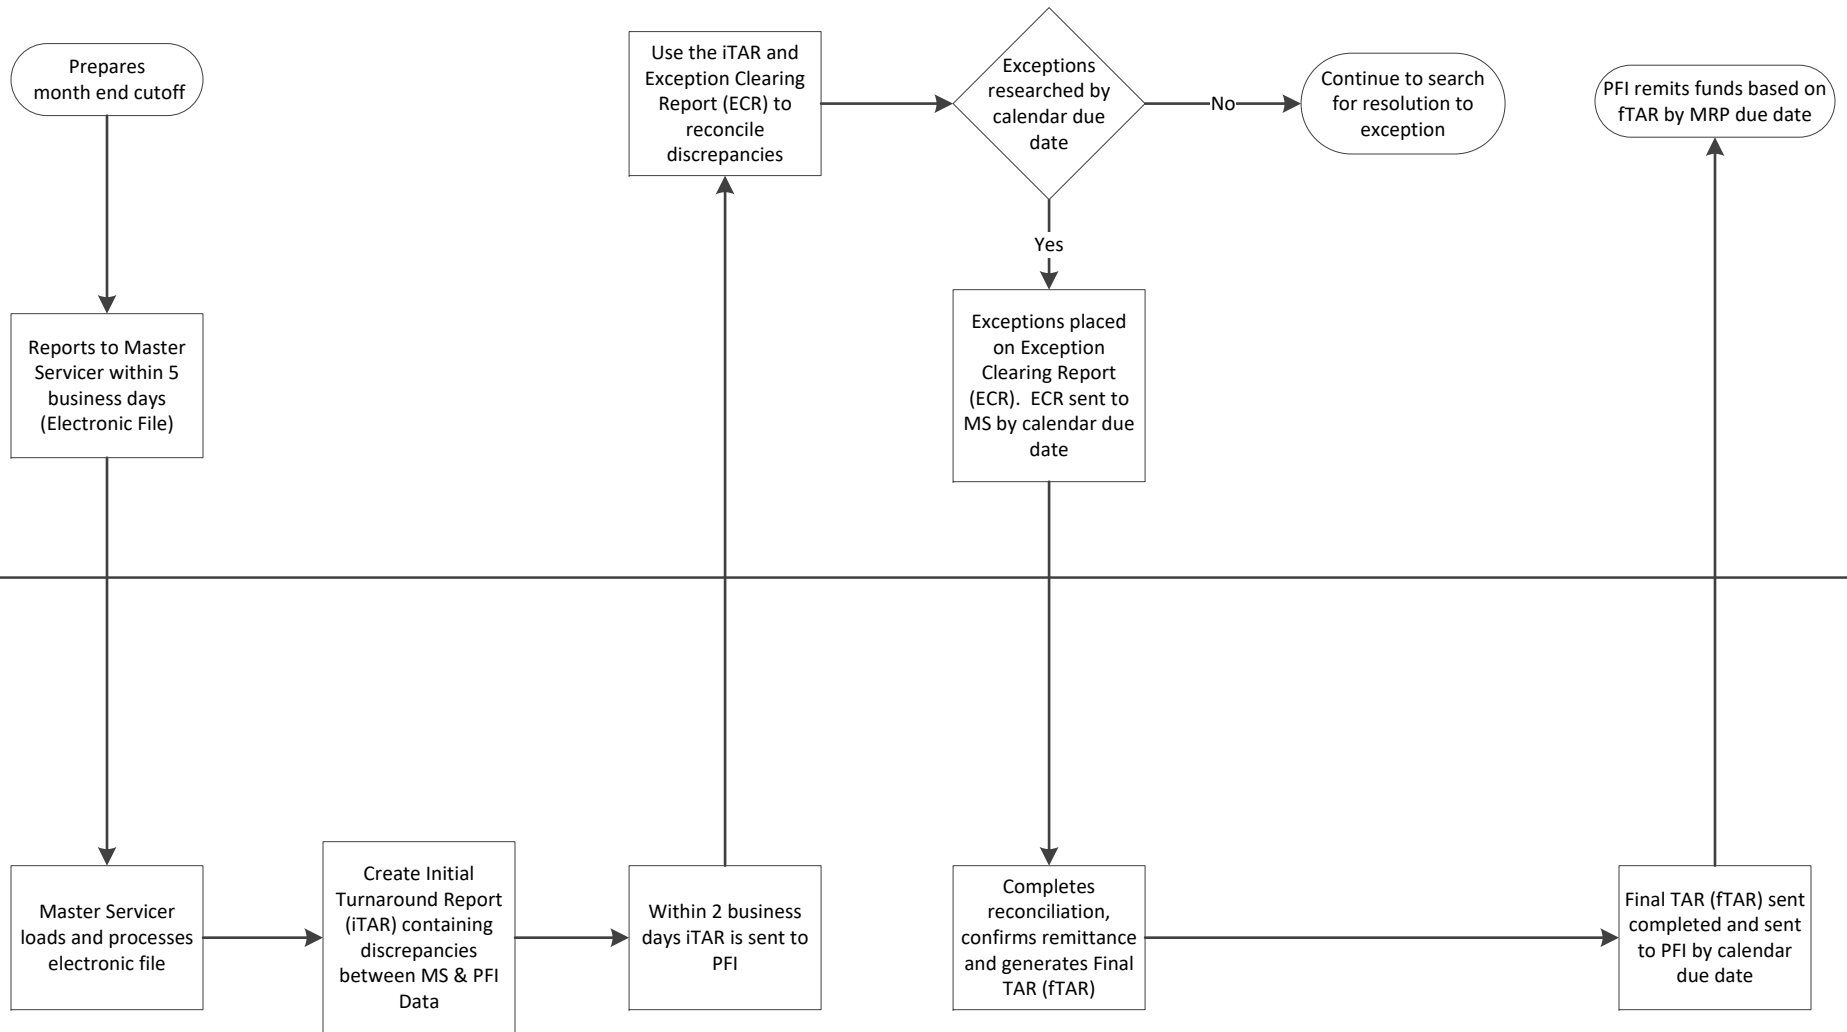 Prepares
month end cutoff
Reports to Master
Servicer within 5
business days
(Electronic File)
Use the iTAR and
Exception Clearing
Report (ECR) to
reconcile
discrepancies
Exceptions
researched by
calendar due
date
No
Continue to search
for resolution to
exception
Yes
Exceptions placed
on Exception
Clearing Report
(ECR).  ECR sent to
MS by calendar due
date
PFI remits funds based on
fTAR by MRP due date
Master Servicer
loads and processes
electronic file
Create Initial
Turnaround Report
(iTAR) containing
discrepancies
between MS & PFI
Data
Within 2 business
days iTAR is sent to
PFI
Completes
reconciliation,
confirms remittance
and generates Final
TAR (fTAR)
Final TAR (fTAR) sent
completed and sent
to PFI by calendar
due date